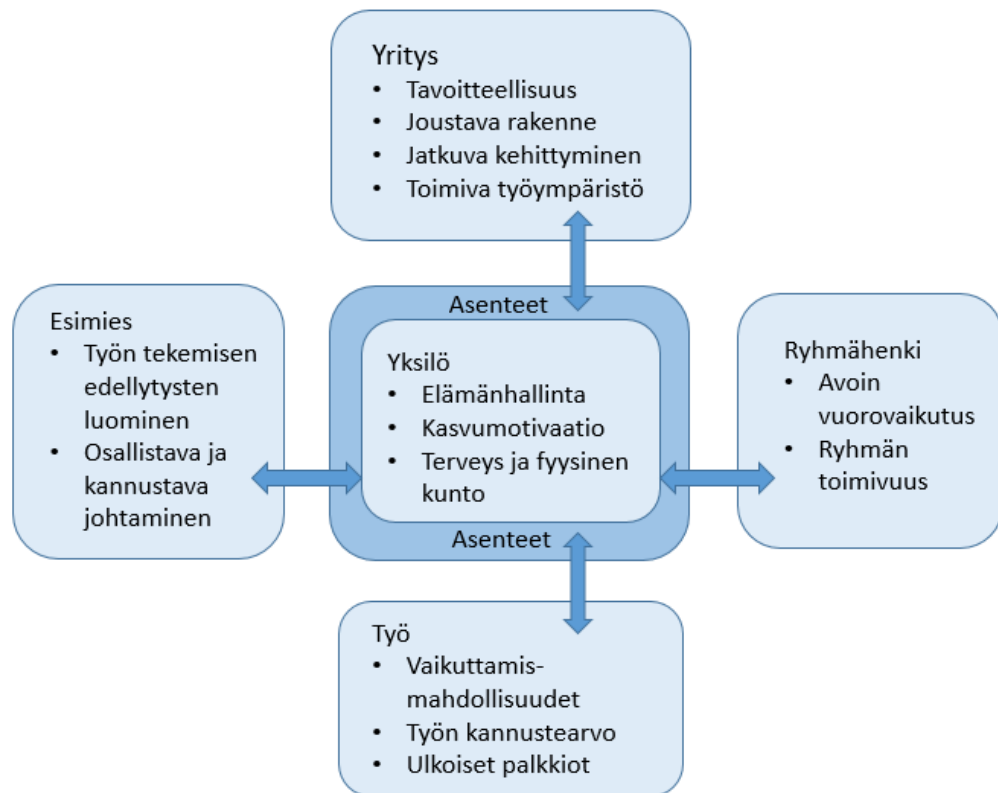 Yritys
• Tavoitteellisuus
• Joustava rakenne
• Jatkuva kehittyminen
• Toimiva työympäristö
Esimies
• Työn tekemisen
edellytysten
luominen
• Osallistava ja
kannustava
johtaminen
Asenteet
Yksilö
• Elämänhallinta
• Kasvumotivaatio
• Terveys ja fyysinen
kunto
Asenteet
Ryhmähenki
• Avoin
vuorovaikutus
• Ryhmän
toimivuus
Työ
• Vaikuttamis-
mahdollisuudet
• Työn kannustearvo
• Ulkoiset palkkiot